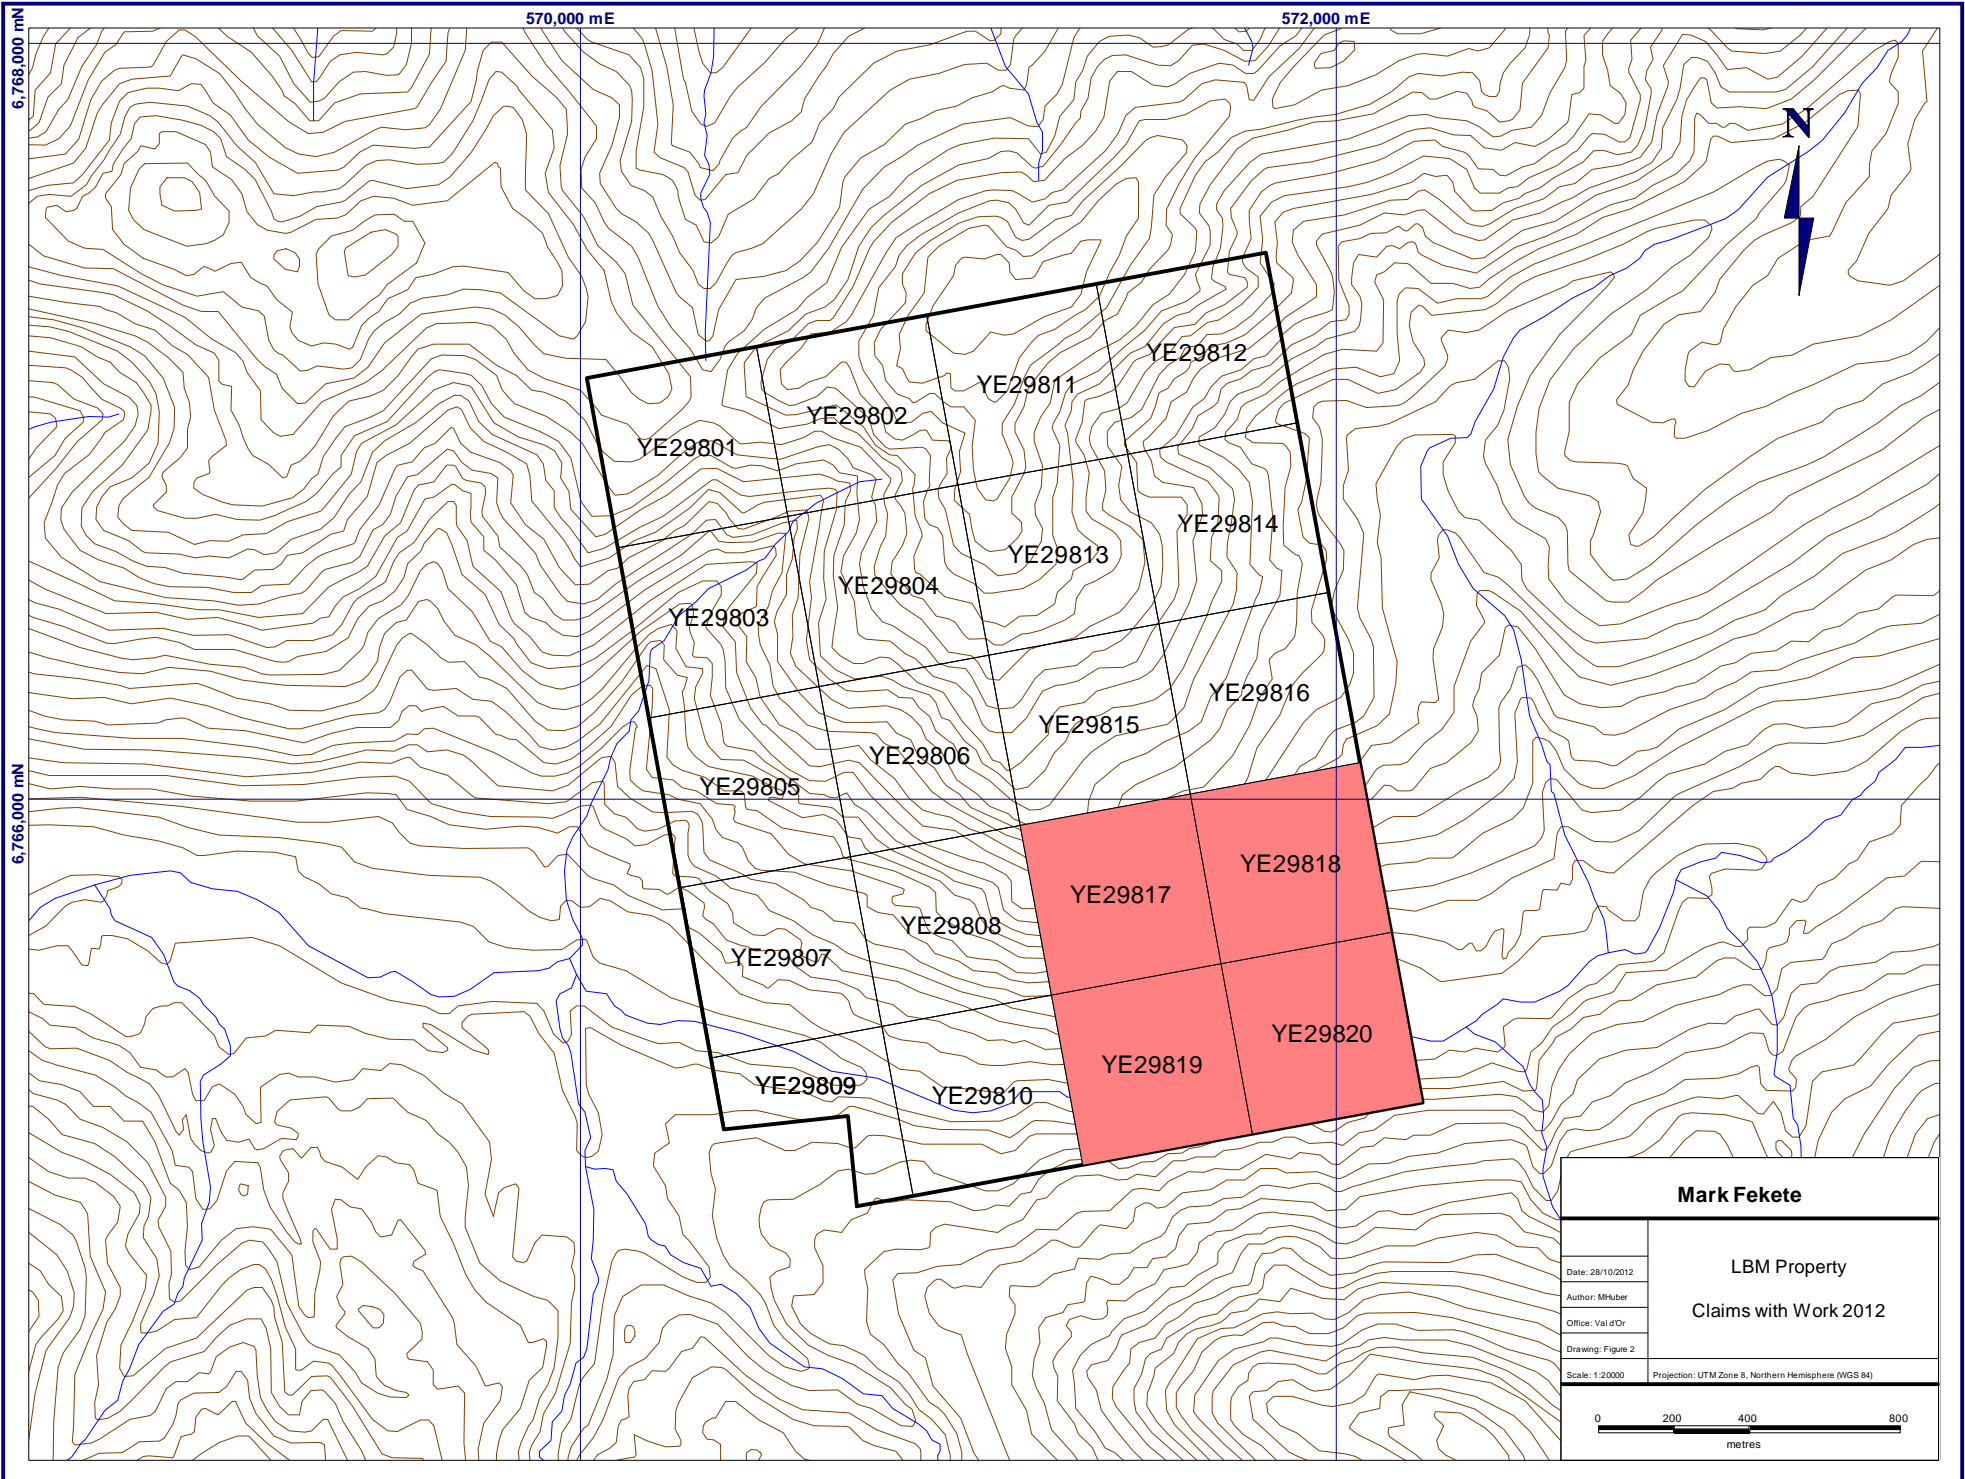 570,000 mE
572,000 mE
6,768,000 mN
N
YE29812
YE29811
YE29802
YE29801
YE29814
YE29813
YE29804
YE29803
YE29816
YE29815
YE29806
YE29805
6,766,000 mN
YE29818
YE29817
YE29808
YE29807
YE29820
YE29819
YE29810
YE29809
Mark Fekete
LBM Property
Claims with Work 2012
Date: 28/10/2012
Author: MHuber
Office: Val d'Or
Drawing: Figure 2
Scale: 1:20000
Projection: UTM Zone 8, Northern Hemisphere (WGS 84)
0 200 400 800
metres